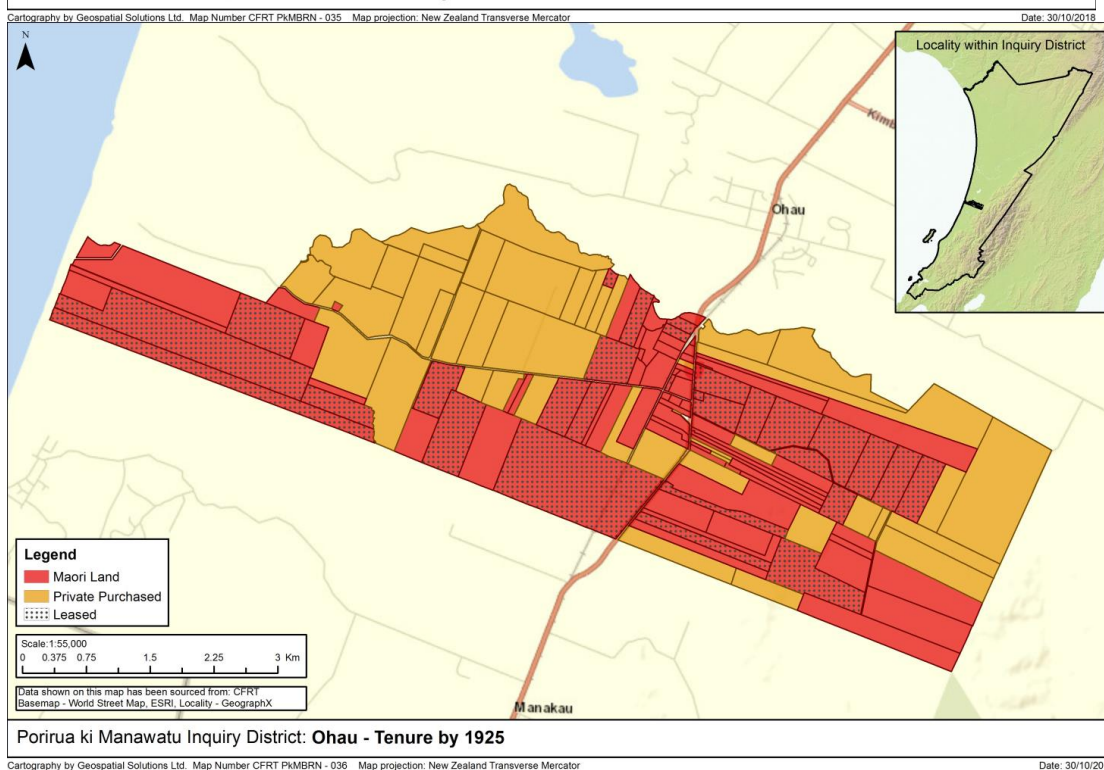 Cartography by Geospatial Solutions Ltd. Map Number CFRT PkMBRN - 035 Map projection: New Zealand Transverse Mercator Date: 30/10/2018
N
Locality within Inquiry District
Ohau
Legend
Maori Land
Private Purchased
Leased
Scale:1:55,000
0 0.375 0.75 1.5 2.25 3 Km
Data shown on this map has been sourced from: CFRT
Basemap - World Street Map, ESRI, Locality - GeographX
Manakau
Porirua ki Manawatu Inquiry District: Ohau - Tenure by 1925
Cartography by Geospatial Solutions Ltd. Map Number CFRT PkMBRN - 036 Map projection: New Zealand Transverse Mercator Date: 30/10/20